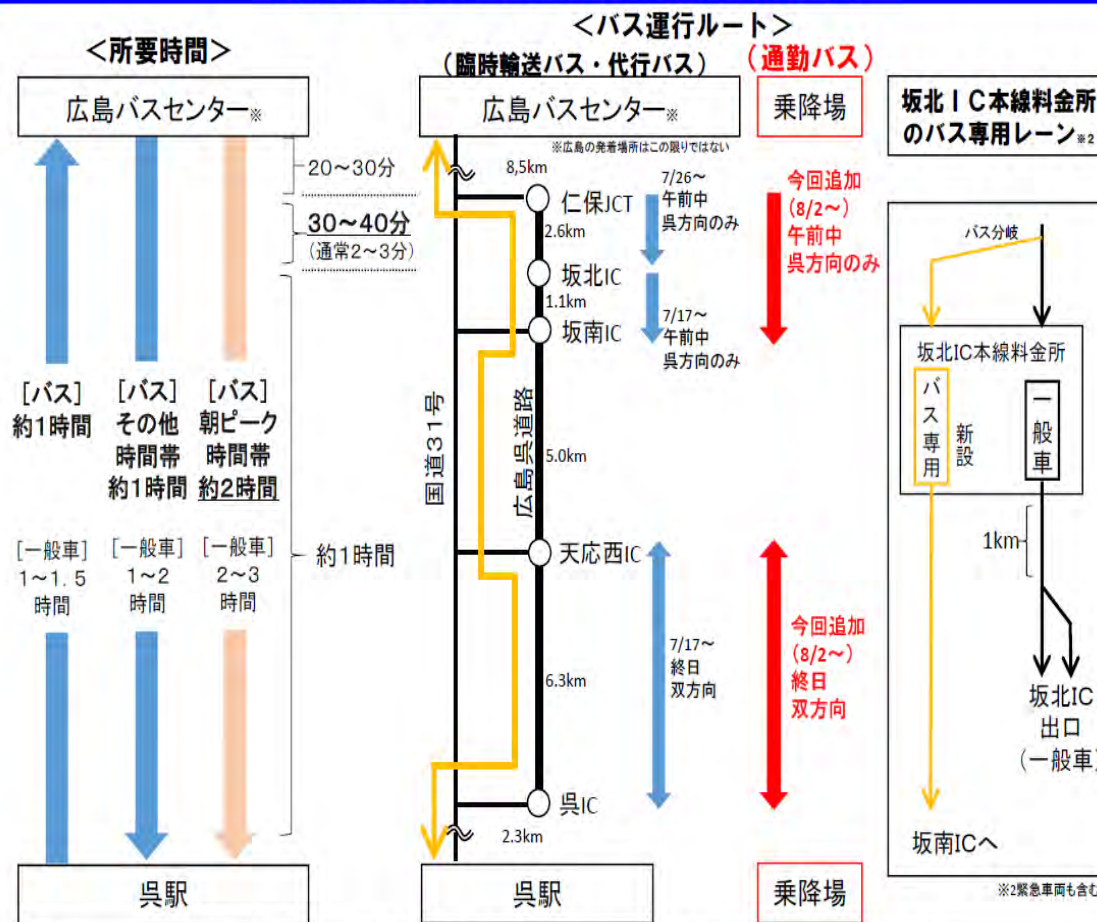 <所要時間>
広島バスセンター※
20~30分
30~40分
(通常2~3分)
[バス]
約1時間
[バス]
その他
時間帯
約1時間
[バス]
朝ピーク
時間帯
約2時間
[一般車]
1~1.5
時間
[一般車]
1~2
時間
[一般車]
2~3
時間
約1時間
呉駅
<バス運行ルート>
(臨時輸送バス・代行バス)
(通勤バス)
広島バスセンター※
乗降場
※広島の発着場所はこの限りではない
8,5km
仁保JCT
2.6km
坂北IC
1.1km
坂南IC
国道31号
広島呉道路
5.0km
天応西IC
6.3km
呉IC
2.3km
呉駅
7/26~
午前中
呉方向のみ
7/17~
午前中
呉方向のみ
7/17~
終日
双方向
今回追加
(8/2~)
午前中
呉方向のみ
今回追加
(8/2~)
終日
双方向
乗降場
坂北IC本線料金所
のバス専用レーン※2
バス分岐
坂北IC本線料金所
バス専用
新設
一般車
1km
坂北IC
出口
(一般車)
坂南ICへ
※2緊急車両も含む